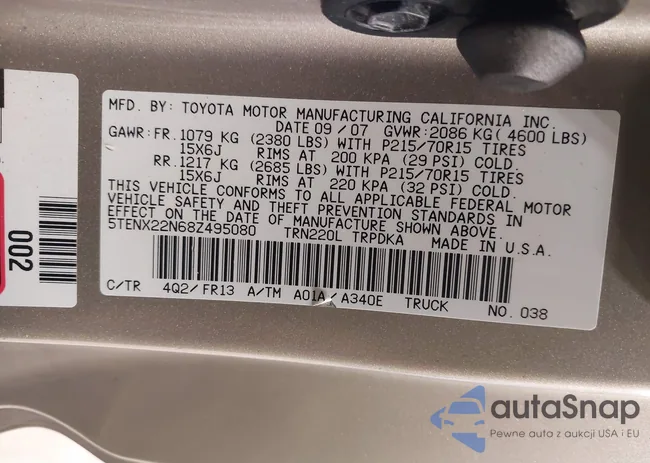 MFD. BY: TOYOTA MOTOR MANUFACTURING CALIFORNIA INC.
DATE 09/07 GVWR:2086 KG( 4600 LBS)
GAWR:FR.1079 KG (2380 LBS) WITH P215/70R15 TIRES
15X6J RIMS AT 200 KPA (29 PSI) COLD.
RR.1217 KG (2685 LBS) WITH P215/70R15 TIRES
15X6J RIMS AT 220 KPA (32 PSI) COLD.
THIS VEHICLE CONFORMS TO ALL APPLICABLE FEDERAL MOTOR
VEHICLE SAFETY AND THEFT PREVENTION STANDARDS IN
EFFECT ON THE DATE OF MANUFACTURE SHOWN ABOVE.
5TENX22N68Z495080 TRN220L TRPDKA MADE IN U.S.A.
C/TR 4Q2/FR13 A/TM A01A/A340E TRUCK NO. 038
002
autaSnap
Pewne auta z aukcji USA i EU